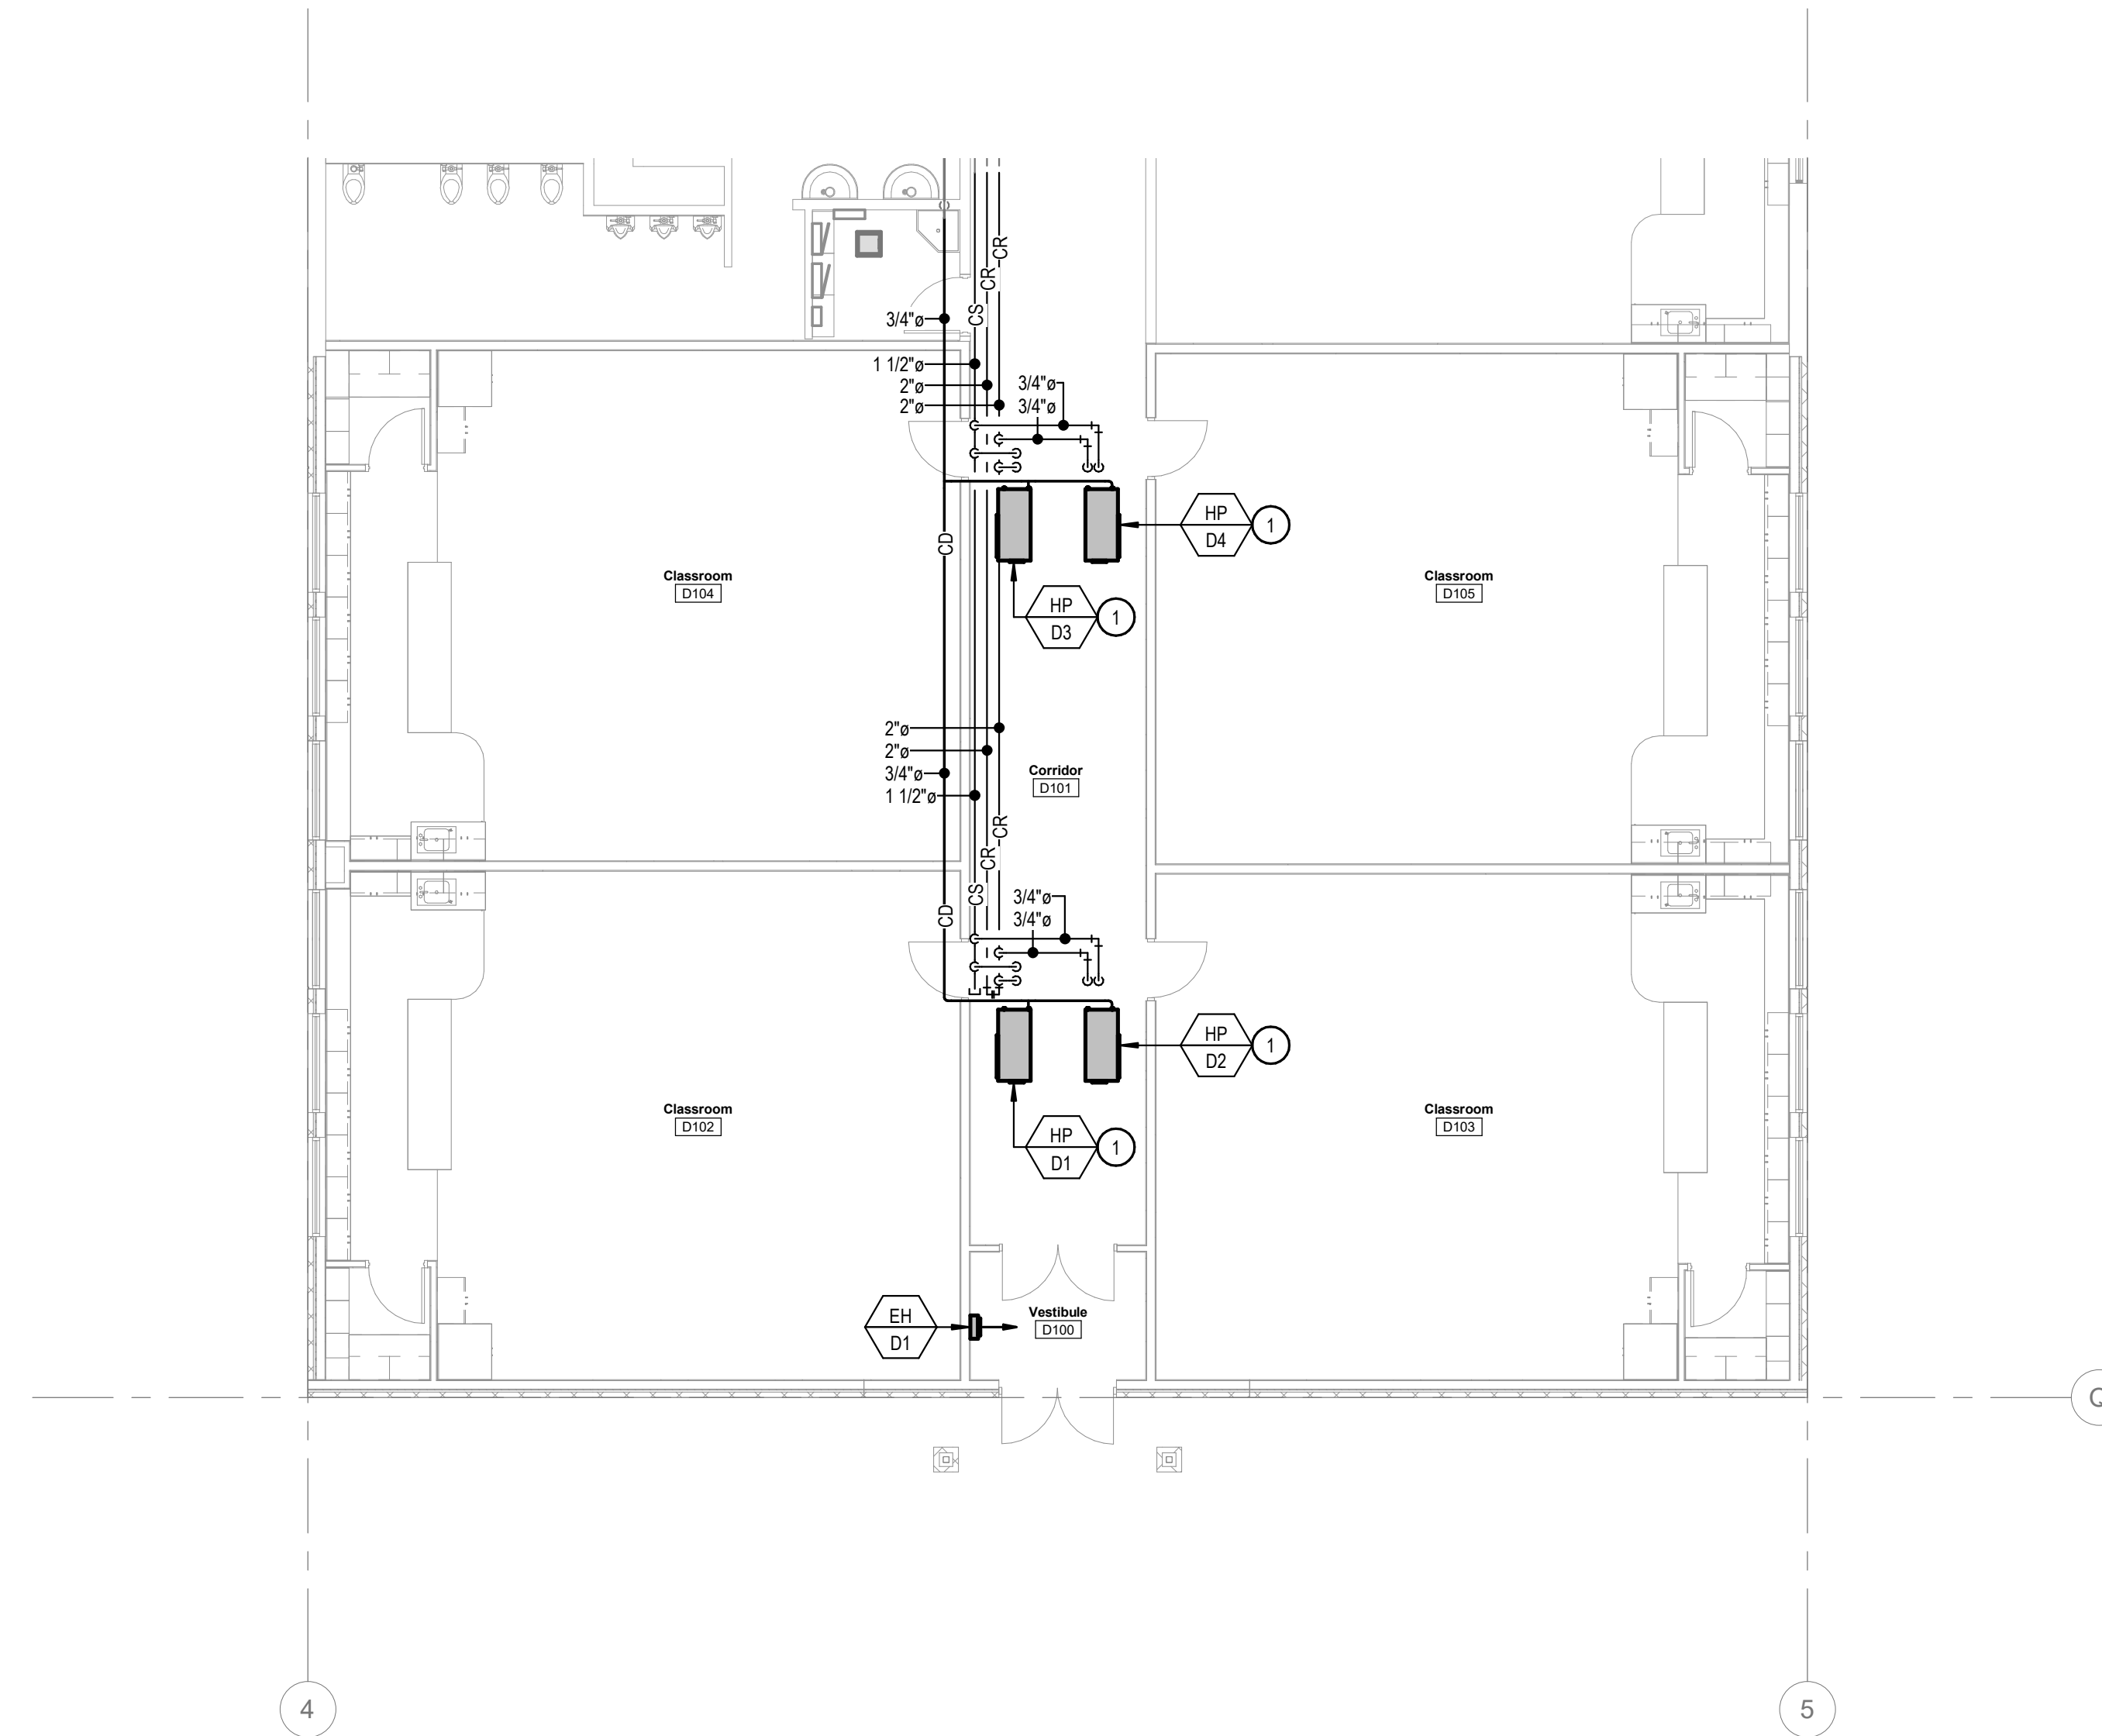 CR
CR
CS
3/4"ø
1 1/2"ø
2"ø
2"ø
3/4"ø
3/4"ø
HP
D4
1
CD
Classroom
D104
Classroom
D105
HP
D3
1
2"ø
2"ø
3/4"ø
1 1/2"ø
Corridor
D101
CR
CR
CS
CD
3/4"ø
3/4"ø
HP
D2
1
Classroom
D102
Classroom
D103
HP
D1
1
EH
D1
Vestibule
D100
Q
4
5